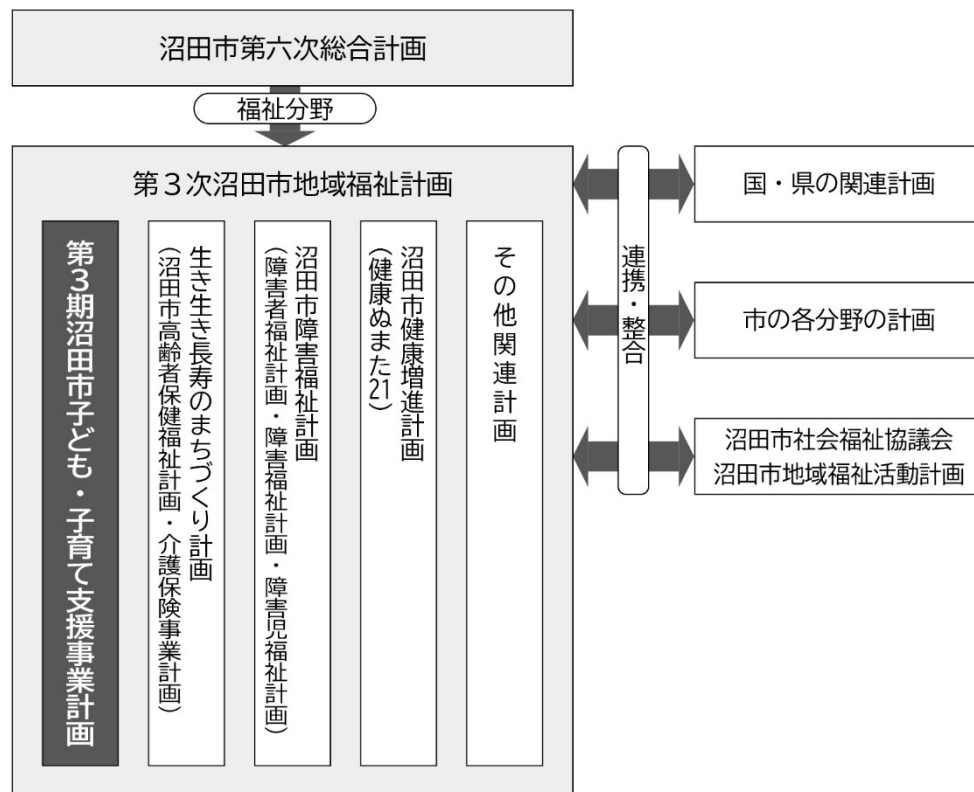 沼田市第六次総合計画
福祉分野
第３次沼田市地域福祉計画
第３期沼田市子ども・子育て支援事業計画
生き生き長寿のまちづくり計画
（沼田市高齢者保健福祉計画・介護保険事業計画）
沼田市障害福祉計画
（障害者福祉計画・障害福祉計画・障害児福祉計画）
沼田市健康増進計画
（健康ぬまた21）
その他関連計画
連携・整合
国・県の関連計画
市の各分野の計画
沼田市社会福祉協議会
沼田市地域福祉活動計画